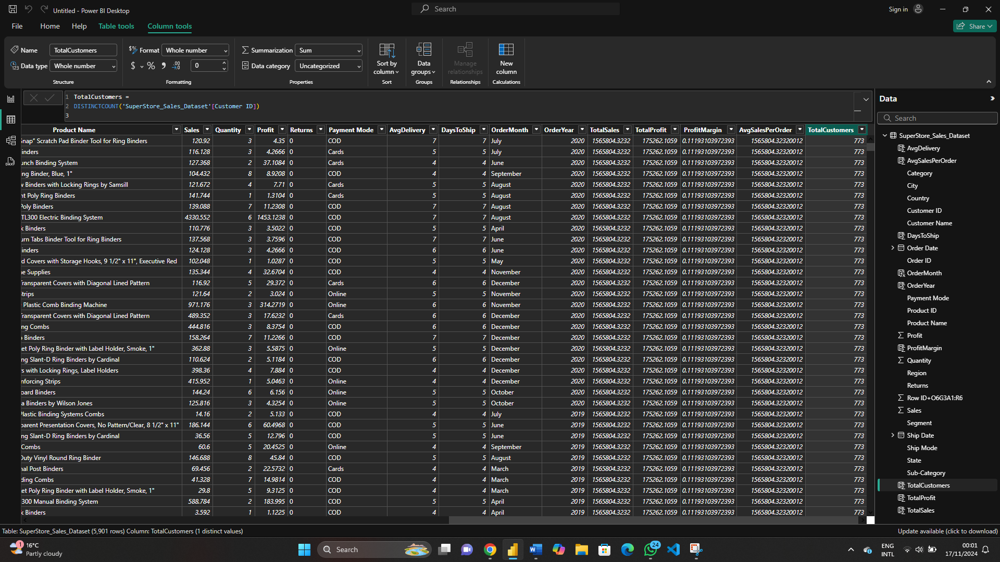 Untitled - Power BI Desktop
Search
Sign in
File Home Help Table tools Column tools
Share
Name TotalCustomers
Format Whole number
Summarization Sum
Data type Whole number
$ % 0
Data category Uncategorized
Sort by column
Data groups
Manage relationships
New column
Structure Formatting Properties Sort Groups Relationships Calculations
1 TotalCustomers =
2 DISTINCTCOUNT('SuperStore_Sales_Dataset'[Customer ID])
3
Product Name Sales Quantity Profit Returns Payment Mode AvgDelivery DaysToShip OrderMonth OrderYear TotalSales TotalProfit ProfitMargin AvgSalesPerOrder TotalCustomers
Snap" Scratch Pad Binder Tool for Ring Binders 120.92 3 4.35 0 COD 7 7 July 2020 1565804.3232 175262.1059 0.11193103972393 1565804.32320012 773
inders 116.128 3 4.2666 0 Cards 5 5 July 2020 1565804.3232 175262.1059 0.11193103972393 1565804.32320012 773
unch Binding System 127.368 2 37.1084 0 Cards 4 4 June 2020 1565804.3232 175262.1059 0.11193103972393 1565804.32320012 773
ng Binder, Blue, 1" 104.432 8 8.9208 0 COD 4 4 September 2020 1565804.3232 175262.1059 0.11193103972393 1565804.32320012 773
w Binders with Locking Rings by Samsill 121.672 4 7.71 0 Cards 5 5 August 2020 1565804.3232 175262.1059 0.11193103972393 1565804.32320012 773
nt Poly Ring Binders 141.744 1 1.3104 0 Cards 5 5 August 2020 1565804.3232 175262.1059 0.11193103972393 1565804.32320012 773
Poly Binders 139.088 7 11.2308 0 COD 7 7 August 2020 1565804.3232 175262.1059 0.11193103972393 1565804.32320012 773
TL300 Electric Binding System 4330.552 6 1453.1238 0 COD 7 7 August 2020 1565804.3232 175262.1059 0.11193103972393 1565804.32320012 773
k Binders 110.776 3 3.5022 0 COD 5 5 April 2020 1565804.3232 175262.1059 0.11193103972393 1565804.32320012 773
urn Tabs Binder Tool for Ring Binders 137.568 3 3.7596 0 COD 7 7 June 2020 1565804.3232 175262.1059 0.11193103972393 1565804.32320012 773
inders 124.128 3 4.2666 0 COD 6 6 June 2020 1565804.3232 175262.1059 0.11193103972393 1565804.32320012 773
d Covers with Storage Hooks, 9 1/2" x 11", Executive Red 102.048 1 1.0287 0 COD 5 5 May 2020 1565804.3232 175262.1059 0.11193103972393 1565804.32320012 773
ne Supplies 135.344 4 32.6704 0 COD 4 4 November 2020 1565804.3232 175262.1059 0.11193103972393 1565804.32320012 773
Transparent Covers with Diagonal Lined Pattern 116.92 5 29.372 0 Cards 6 6 December 2020 1565804.3232 175262.1059 0.11193103972393 1565804.32320012 773
Strips 121.64 2 3.024 0 Online 5 5 November 2020 1565804.3232 175262.1059 0.11193103972393 1565804.32320012 773
Plastic Comb Binding Machine 971.176 3 314.2719 0 COD 6 6 November 2020 1565804.3232 175262.1059 0.11193103972393 1565804.32320012 773
Transparent Covers with Diagonal Lined Pattern 489.352 3 17.6232 0 Cards 6 6 December 2020 1565804.3232 175262.1059 0.11193103972393 1565804.32320012 773
ng Combs 444.816 3 8.3754 0 COD 6 6 December 2020 1565804.3232 175262.1059 0.11193103972393 1565804.32320012 773
Binders 158.264 7 11.2266 0 COD 7 7 December 2020 1565804.3232 175262.1059 0.11193103972393 1565804.32320012 773
et Poly Ring Binder with Label Holder, Smoke, 1" 362.88 3 5.5875 0 Online 5 5 December 2020 1565804.3232 175262.1059 0.11193103972393 1565804.32320012 773
ng Slant-D Ring Binders by Cardinal 110.624 2 5.1184 0 COD 6 6 December 2020 1565804.3232 175262.1059 0.11193103972393 1565804.32320012 773
rs with Locking Rings, Label Holders 398.36 4 7.884 0 COD 4 4 December 2020 1565804.3232 175262.1059 0.11193103972393 1565804.32320012 773
nforcing Strips 415.952 1 5.0463 0 Online 4 4 December 2020 1565804.3232 175262.1059 0.11193103972393 1565804.32320012 773
oard Binders 144.24 6 6.156 0 Online 5 5 October 2020 1565804.3232 175262.1059 0.11193103972393 1565804.32320012 773
a Binders by Wilson Jones 125.816 3 4.3254 0 Online 5 5 October 2020 1565804.3232 175262.1059 0.11193103972393 1565804.32320012 773
Plastic Binding Systems Combs 14.16 2 5.133 0 COD 4 4 July 2019 1565804.3232 175262.1059 0.11193103972393 1565804.32320012 773
parent Presentation Covers, No Pattern/Clear, 8 1/2" x 11" 186.144 6 60.4968 0 COD 5 5 June 2019 1565804.3232 175262.1059 0.11193103972393 1565804.32320012 773
ng Slant-D Ring Binders by Cardinal 36.56 5 12.796 0 COD 5 5 June 2019 1565804.3232 175262.1059 0.11193103972393 1565804.32320012 773
Combs 60.6 5 20.4525 0 Online 4 4 September 2019 1565804.3232 175262.1059 0.11193103972393 1565804.32320012 773
Duty Vinyl Round Ring Binder 146.688 8 45.84 0 COD 5 5 August 2019 1565804.3232 175262.1059 0.11193103972393 1565804.32320012 773
nal Post Binders 69.456 2 22.5732 0 Cards 4 4 March 2019 1565804.3232 175262.1059 0.11193103972393 1565804.32320012 773
ding Combs 41.328 7 14.9814 0 COD 4 4 March 2019 1565804.3232 175262.1059 0.11193103972393 1565804.32320012 773
et Poly Ring Binder with Label Holder, Smoke, 1" 29.8 5 9.3125 0 COD 4 4 March 2019 1565804.3232 175262.1059 0.11193103972393 1565804.32320012 773
300 Manual Binding System 588.784 2 183.995 0 COD 5 5 April 2019 1565804.3232 175262.1059 0.11193103972393 1565804.32320012 773
k Binders 3.592 1 1.1225 0 COD 4 4 April 2019 1565804.3232 175262.1059 0.11193103972393 1565804.32320012 773
Data
Search
SuperStore_Sales_Dataset
AvgDelivery
AvgSalesPerOrder
Category
City
Country
Customer ID
Customer Name
DaysToShip
Order Date
Order ID
OrderMonth
OrderYear
Payment Mode
Product ID
Product Name
Profit
ProfitMargin
Quantity
Region
Returns
Row ID+O6G3A1:R6
Sales
Segment
Ship Date
Ship Mode
State
Sub-Category
TotalCustomers
TotalProfit
TotalSales
Table: SuperStore_Sales_Dataset (5,901 rows) Column: TotalCustomers (1 distinct values)
Update available (click to download)
1 16°C
Partly cloudy
Search
24
ENG
INTL
00:01
17/11/2024